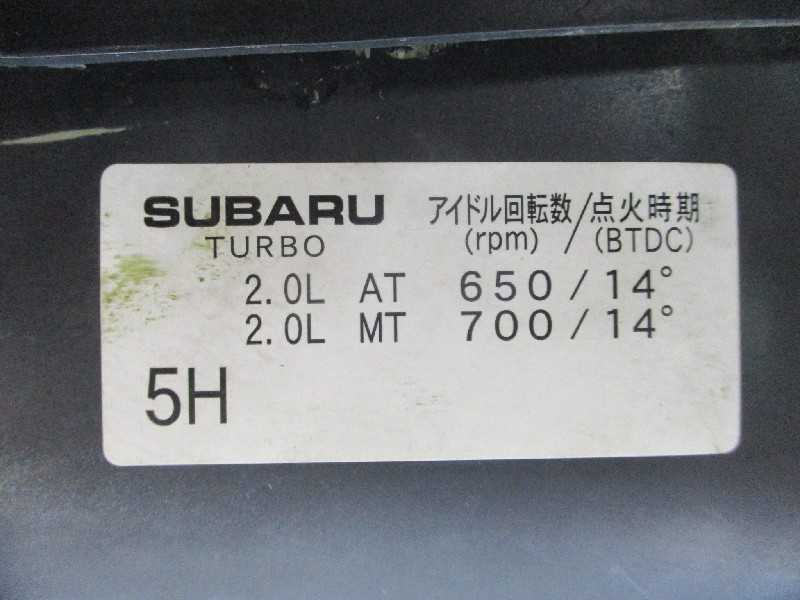 SUBARU アイドル回転数/点火時期
TURBO (rpm) (BTDC)
2.0L AT 650/14°
2.0L MT 700/14°
5H